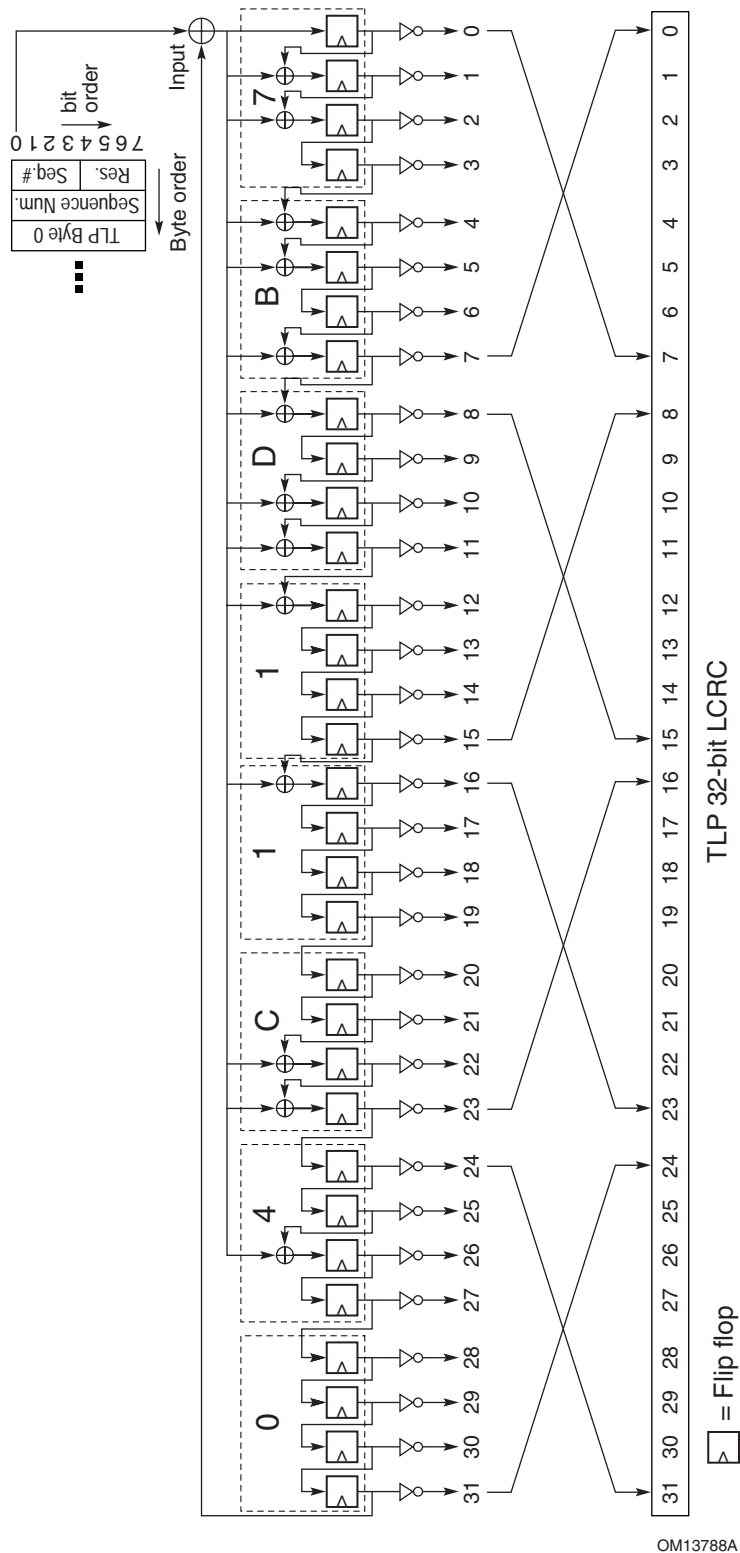 7 6 5 4 3 2 1 0
bit
order
Res. Seq.#
Sequence Num.
TLP Byte 0
Byte order
Input
0 4 C 1 1 D B 7
31 30 29 28 27 26 25 24 23 22 21 20 19 18 17 16 15 14 13 12 11 10 9 8 7 6 5 4 3 2 1 0
31 30 29 28 27 26 25 24 23 22 21 20 19 18 17 16 15 14 13 12 11 10 9 8 7 6 5 4 3 2 1 0
TLP 32-bit LCRC
= Flip flop
OM13788A